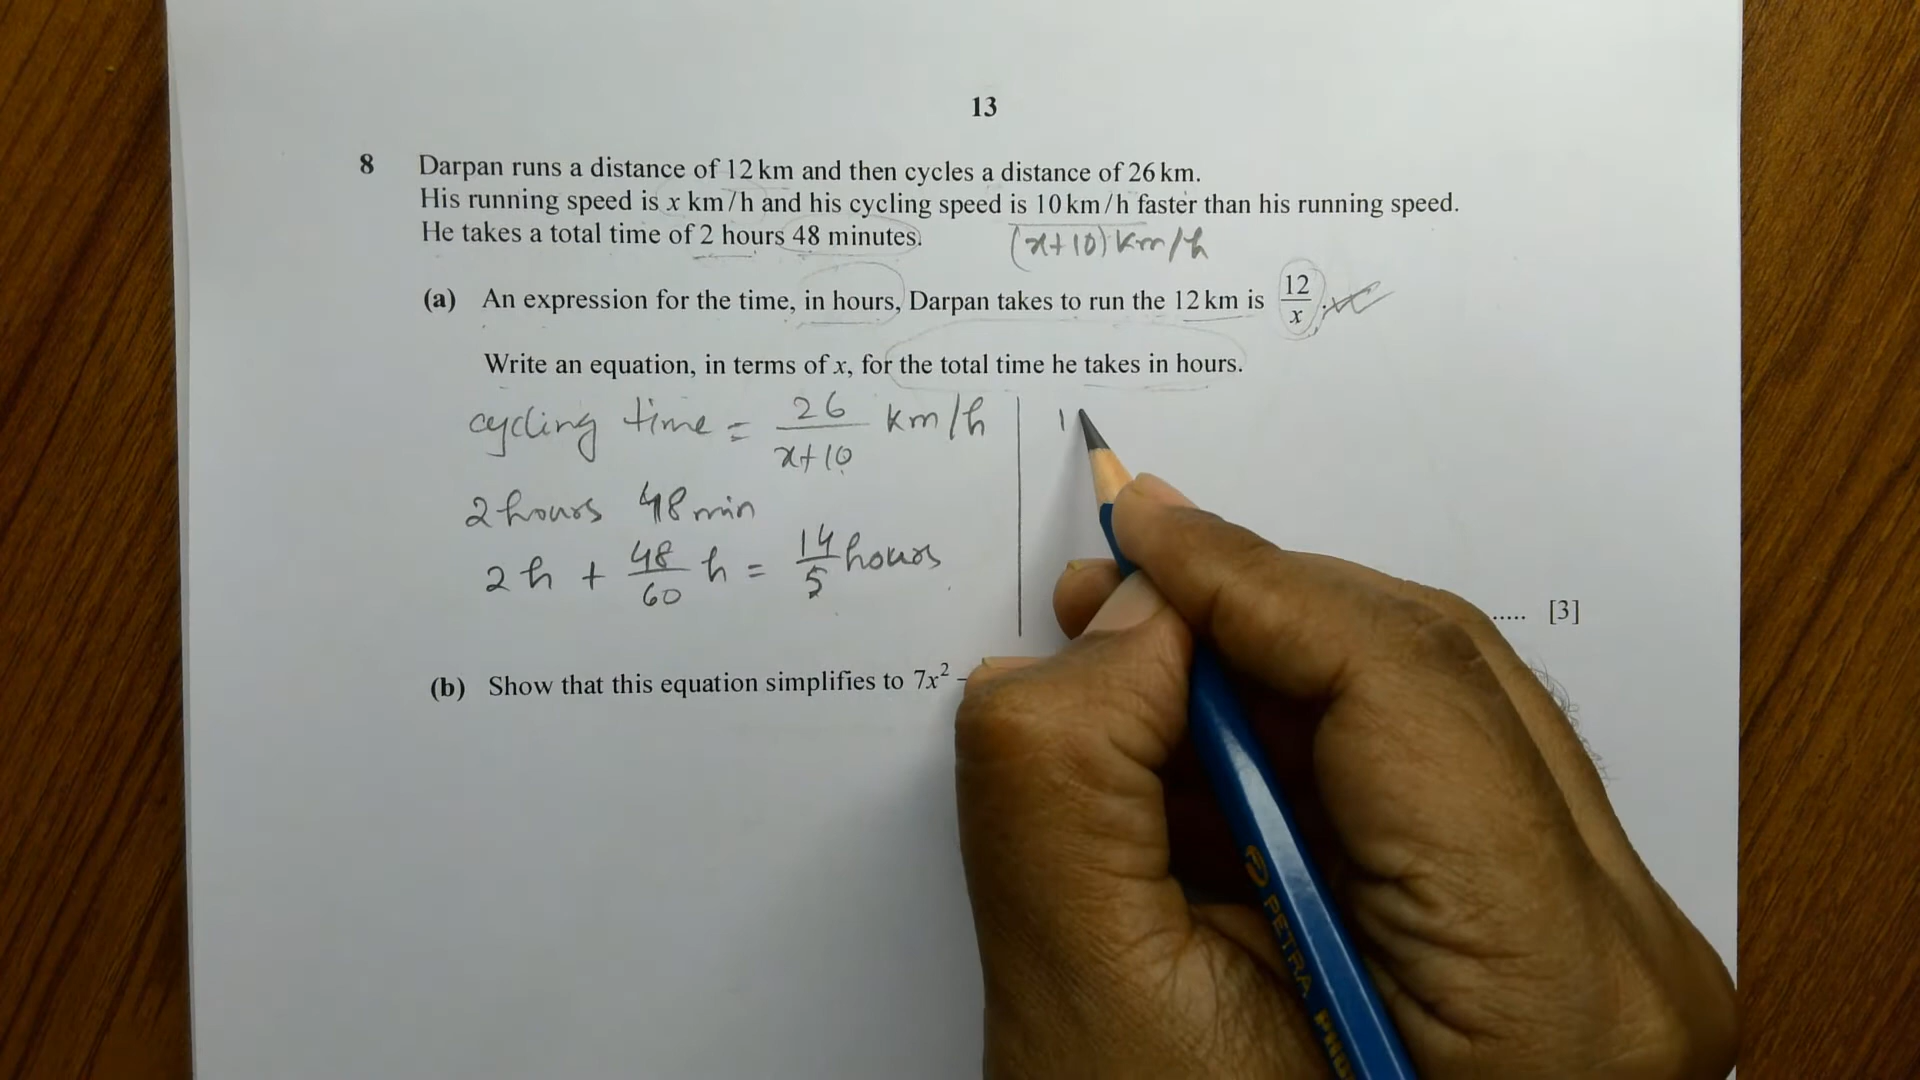 13
8 Darpan runs a distance of 12 km and then cycles a distance of 26 km.
His running speed is x km/h and his cycling speed is 10 km/h faster than his running speed.
He takes a total time of 2 hours 48 minutes.
(x+10) km/h
(a) An expression for the time, in hours, Darpan takes to run the 12 km is 12/x.
Write an equation, in terms of x, for the total time he takes in hours.
cycling time = 26/(x+10) km/h
1
2 hours 48 min
2 h + 48/60 h = 14/5 hours
..... [3]
(b) Show that this equation simplifies to 7x² –
PETRA